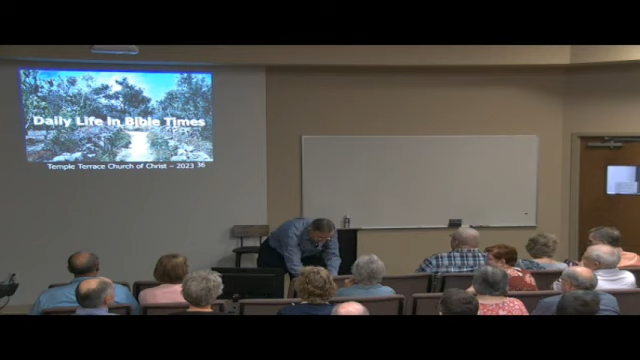 Daily Life in Bible Times
Temple Terrace Church of Christ – 2023 36